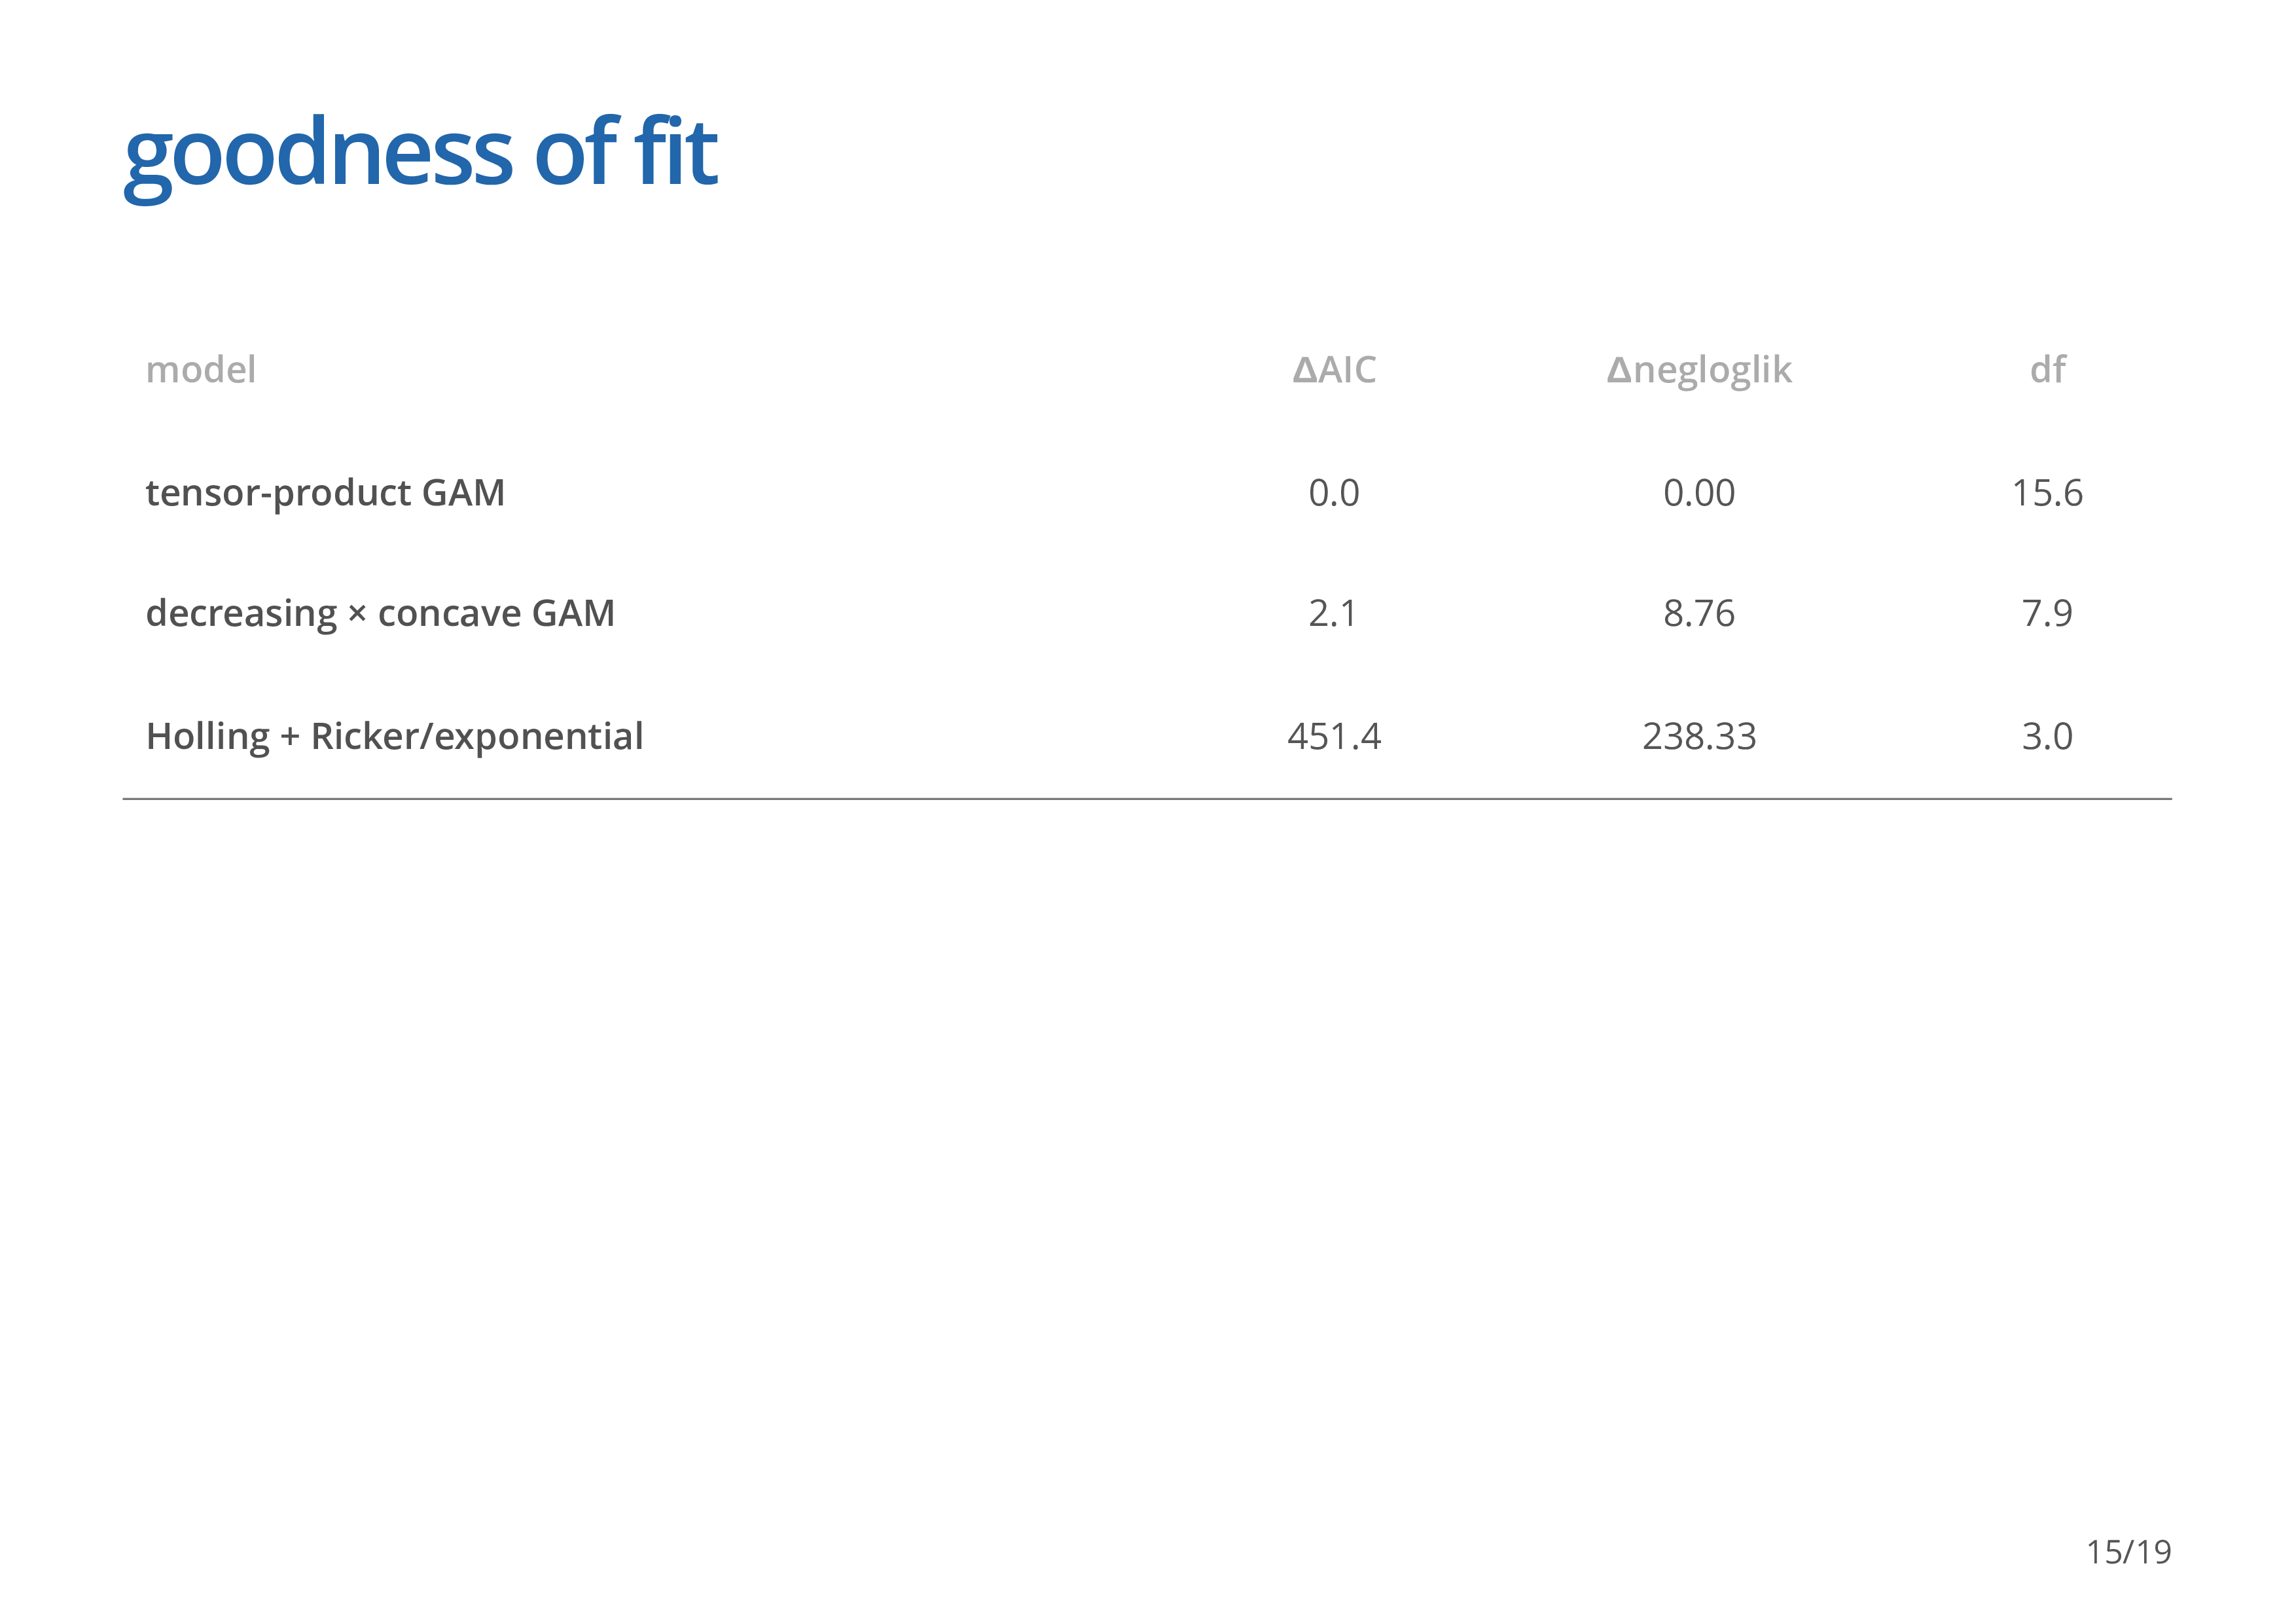 goodness of fit
model ΔAIC Δnegloglik df
tensor-product GAM 0.0 0.00 15.6
decreasing × concave GAM 2.1 8.76 7.9
Holling + Ricker/exponential 451.4 238.33 3.0
15/19